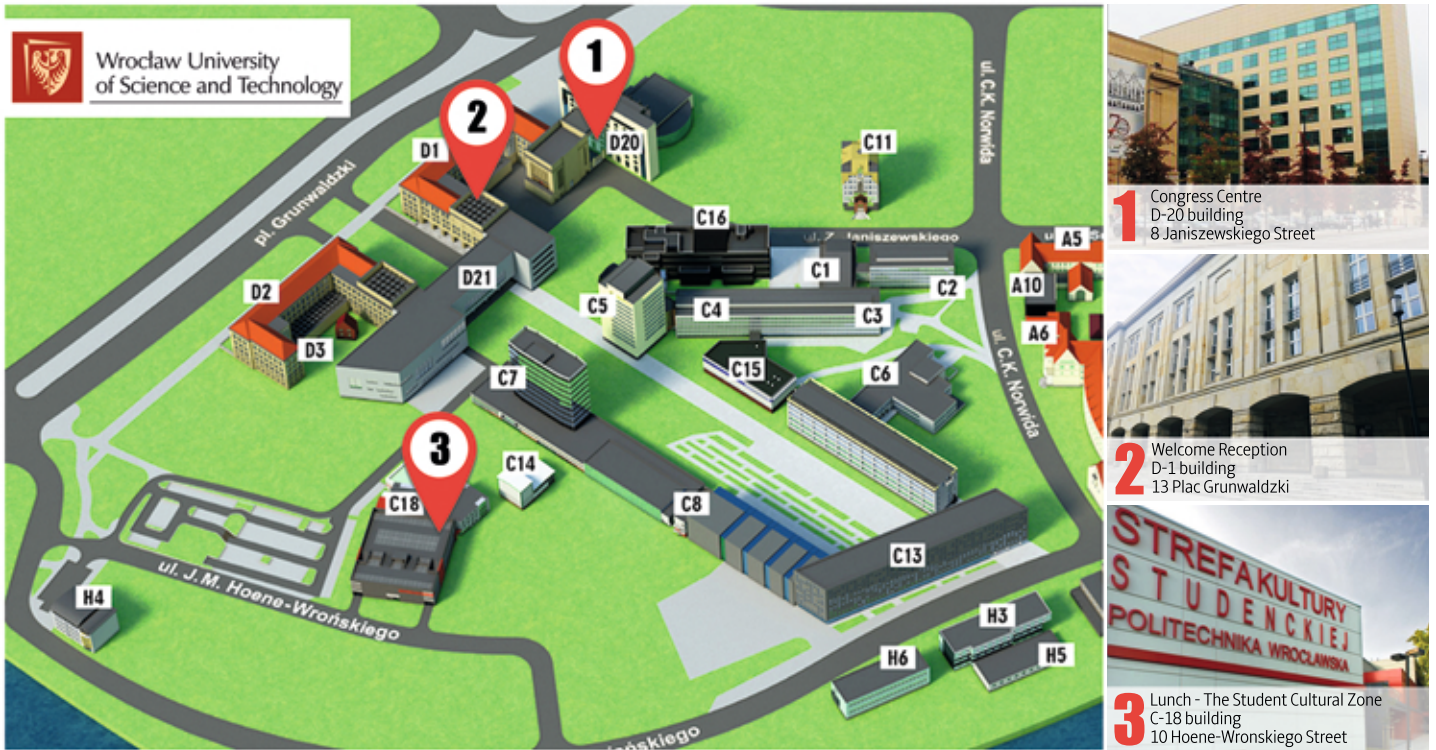 Wrocław University
of Science and Technology
1
2
3
pl. Grunwaldzki
D1
D20
C11
ul. C.K. Norwida
C16
ul. Z. Janiszewskiego
A5
D21
C1
D2
C5
C4
C3
C2
A10
A6
D3
C7
C15
C6
ul. C.K. Norwida
C14
C18
C8
C13
ul. J.M. Hoene-Wrońskiego
H4
H3
H6
H5
1
Congress Centre
D-20 building
8 Janiszewskiego Street
2
Welcome Reception
D-1 building
13 Plac Grunwaldzki
STREFA KULTURY
STUDENCKIEJ
POLITECHNIKA WROCŁAWSKA
3
Lunch - The Student Cultural Zone
C-18 building
10 Hoene-Wronskiego Street